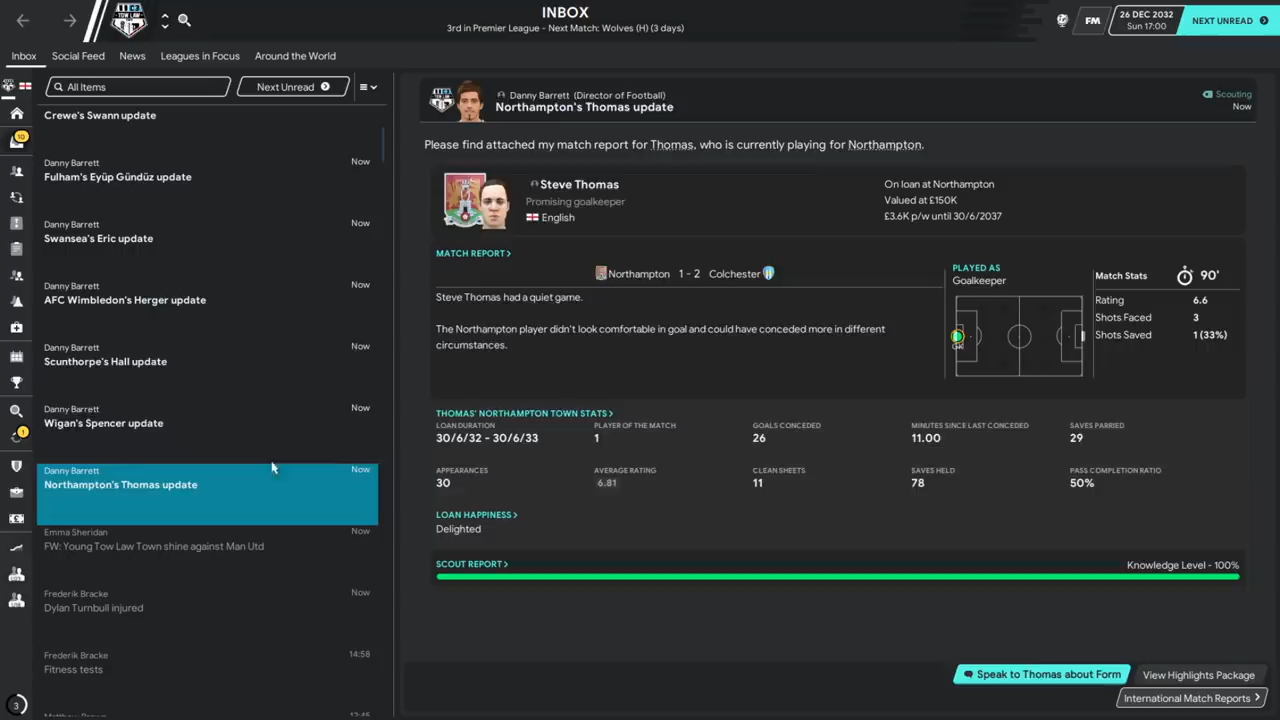 TOW LAW
INBOX
3rd in Premier League - Next Match: Wolves (H) (3 days)
FM
26 DEC 2032
Sun 17:00
NEXT UNREAD
Inbox
Social Feed
News
Leagues in Focus
Around the World
All Items
Next Unread
Crewe's Swann update
Danny Barrett
Now
Fulham's Eyüp Gündüz update
Danny Barrett
Now
Swansea's Eric update
Danny Barrett
Now
AFC Wimbledon's Herger update
Danny Barrett
Now
Scunthorpe's Hall update
Danny Barrett
Now
Wigan's Spencer update
Danny Barrett
Now
Northampton's Thomas update
Emma Sheridan
Now
FW: Young Tow Law Town shine against Man Utd
Frederik Bracke
Now
Dylan Turnbull injured
Frederik Bracke
14:58
Fitness tests
10
1
3
Danny Barrett (Director of Football)
Northampton's Thomas update
Scouting
Now
Please find attached my match report for Thomas, who is currently playing for Northampton.
Steve Thomas
Promising goalkeeper
English
On loan at Northampton
Valued at £150K
£3.6K p/w until 30/6/2037
MATCH REPORT >
Northampton 1 - 2 Colchester
Steve Thomas had a quiet game.
The Northampton player didn't look comfortable in goal and could have conceded more in different
circumstances.
PLAYED AS
Goalkeeper
GK
Match Stats 90'
Rating 6.6
Shots Faced 3
Shots Saved 1 (33%)
THOMAS' NORTHAMPTON TOWN STATS >
LOAN DURATION
30/6/32 - 30/6/33
PLAYER OF THE MATCH
1
GOALS CONCEDED
26
MINUTES SINCE LAST CONCEDED
11.00
SAVES PARRIED
29
APPEARANCES
30
AVERAGE RATING
6.81
CLEAN SHEETS
11
SAVES HELD
78
PASS COMPLETION RATIO
50%
LOAN HAPPINESS >
Delighted
SCOUT REPORT >
Knowledge Level - 100%
Speak to Thomas about Form
View Highlights Package
International Match Reports >